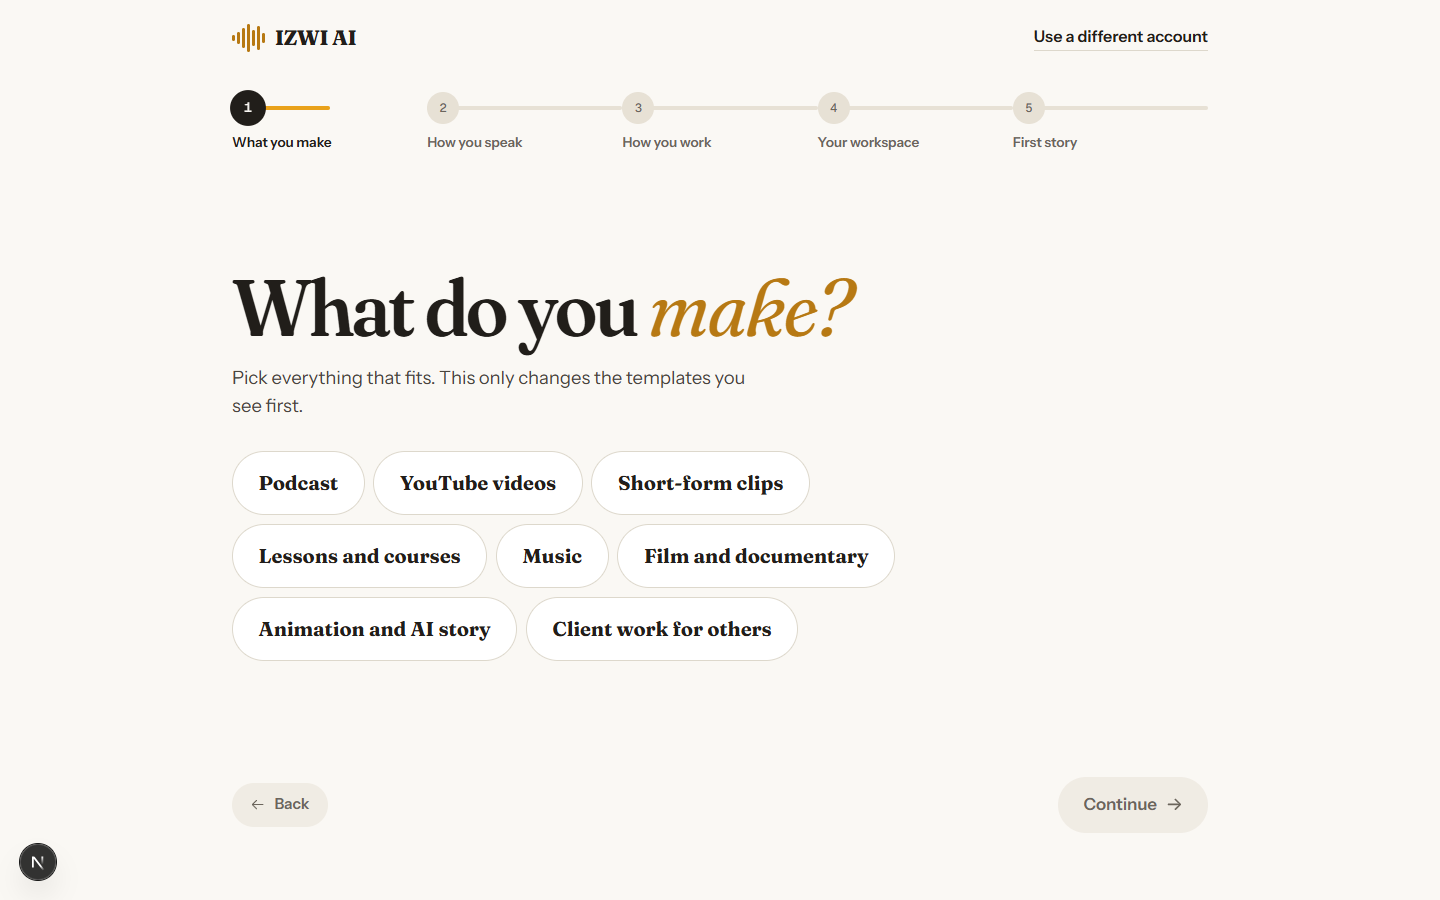 IZWI AI
Use a different account
1
2
3
4
5
What you make
How you speak
How you work
Your workspace
First story
What do you make?
Pick everything that fits. This only changes the templates you
see first.
Podcast
YouTube videos
Short-form clips
Lessons and courses
Music
Film and documentary
Animation and AI story
Client work for others
← Back
Continue →
N